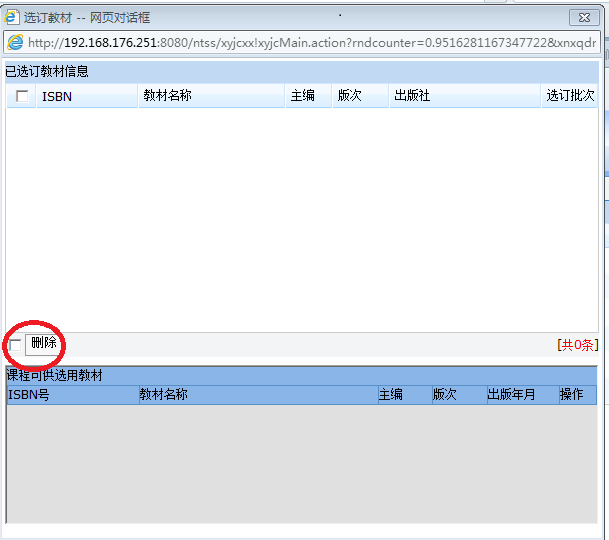 选订教材 -- 网页对话框
http://192.168.176.251:8080/ntss/xyjcxx!xyjcMain.action?rndcounter=0.9516281167347722&xnxqdr
已选订教材信息
ISBN 教材名称 主编 版次 出版社 选订批次
删除 [共0条]
课程可供选用教材
ISBN号 教材名称 主编 版次 出版年月 操作